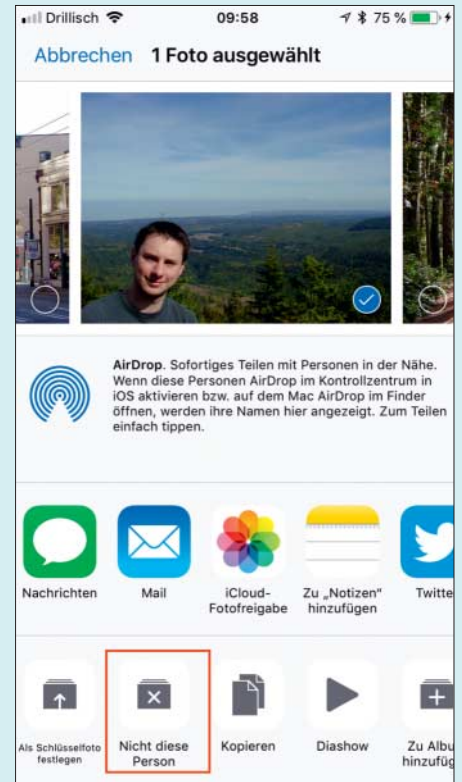 Drillisch 09:58 75 %
Abbrechen 1 Foto ausgewählt
AirDrop. Sofortiges Teilen mit Personen in der Nähe.
Wenn diese Personen AirDrop im Kontrollzentrum in
iOS aktivieren bzw. auf dem Mac AirDrop im Finder
öffnen, werden ihre Namen hier angezeigt. Zum Teilen
einfach tippen.
Nachrichten Mail iCloud- Zu „Notizen" Twitte
Fotofreigabe hinzufügen
Als Schlüsselfoto Nicht diese Kopieren Diashow Zu Albu
festlegen Person hinzufüg